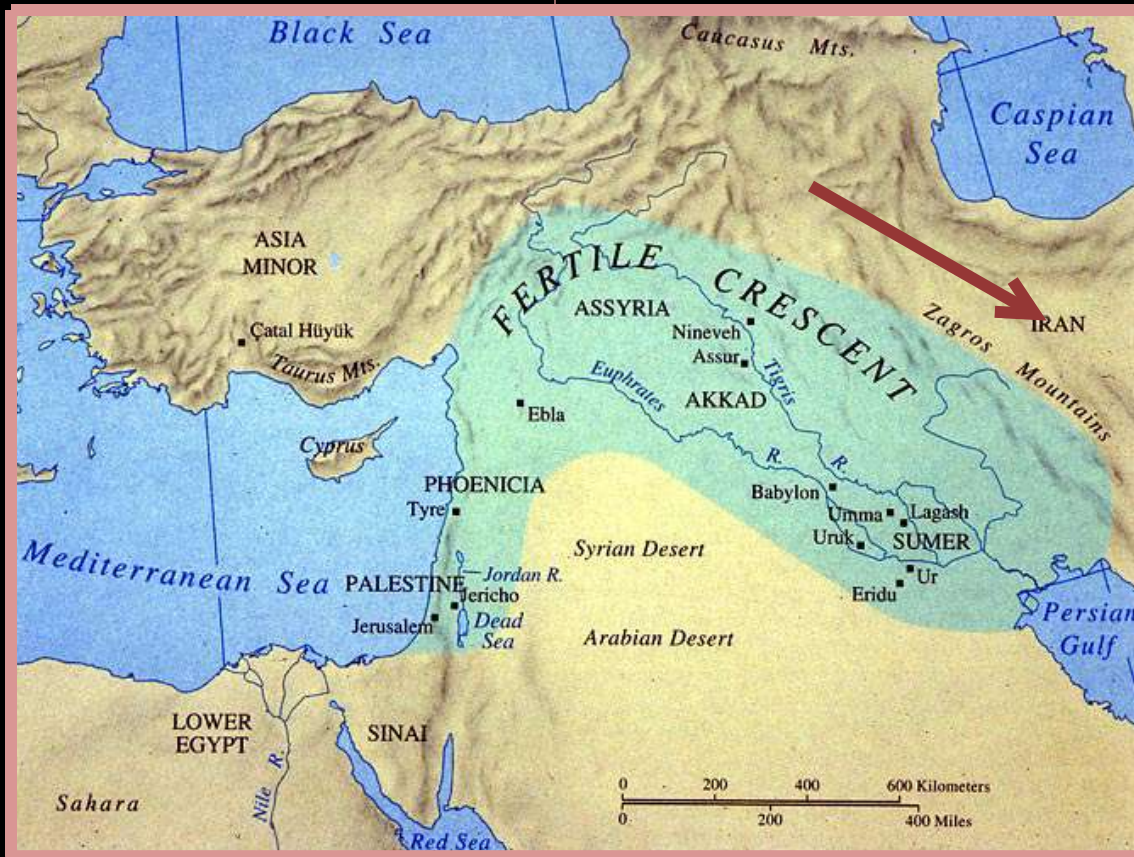 Black Sea
Caucasus Mts.
Caspian
Sea
ASIA
MINOR
FERTILE CRESCENT
ASSYRIA
Zagros Mountains
IRAN
Çatal Hüyük
Nineveh
Assur
Taurus Mts.
Euphrates R.
Tigris R.
AKKAD
Ebla
Cyprus
PHOENICIA
Tyre
Babylon
Umma
Lagash
Uruk
SUMER
Mediterranean Sea
Syrian Desert
PALESTINE
Jordan R.
Jericho
Ur
Eridu
Jerusalem
Dead
Sea
Arabian Desert
Persian
Gulf
LOWER
EGYPT
SINAI
Nile R.
Sahara
Red Sea
0 200 400 600 Kilometers
0 200 400 Miles